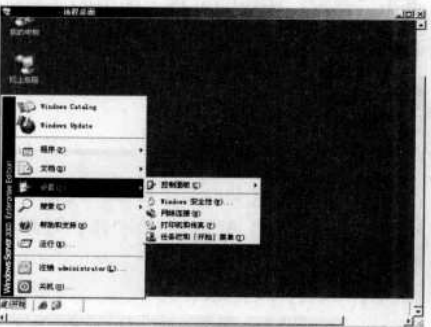 远程桌面
我的电脑
网上邻居
Windows Catalog
Windows Update
程序(P)
文档(D)
设置(S)
控制面板(C)
Windows 安全性(W)...
搜索(C)
网络连接(N)
打印机和传真(P)
帮助和支持(H)
任务栏和「开始」菜单(T)
运行(R)...
注销 administrator(L)...
关机(U)...
Windows Server 2003 Enterprise Edition
开始